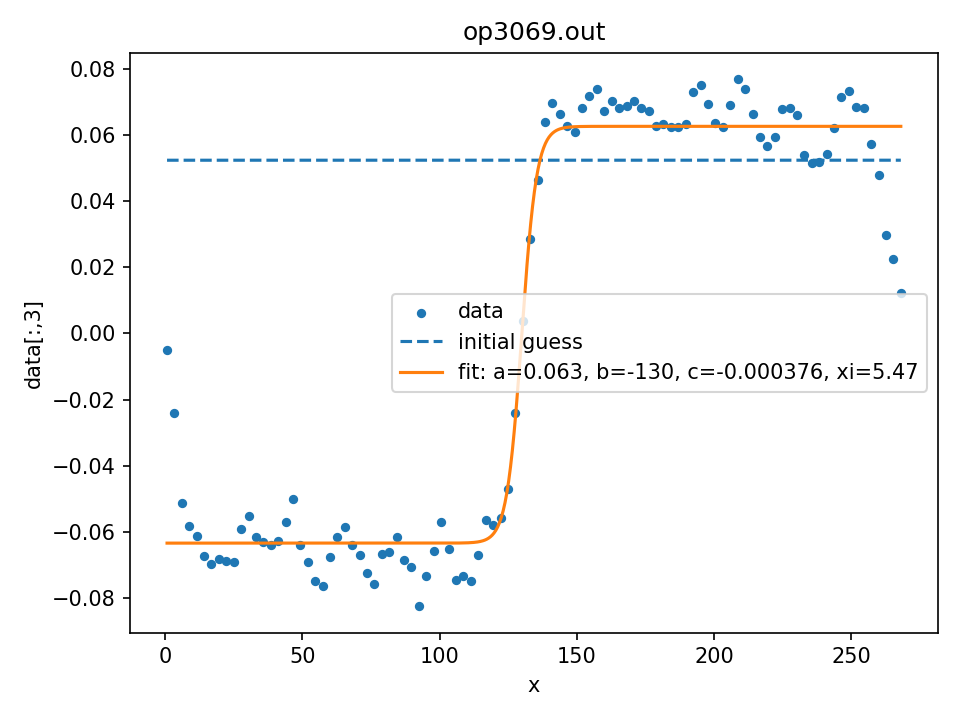 op3069.out
0.08
0.06
0.04
0.02
0.00
−0.02
−0.04
−0.06
−0.08
data[:,3]
data
initial guess
fit: a=0.063, b=-130, c=-0.000376, xi=5.47
0 50 100 150 200 250
x